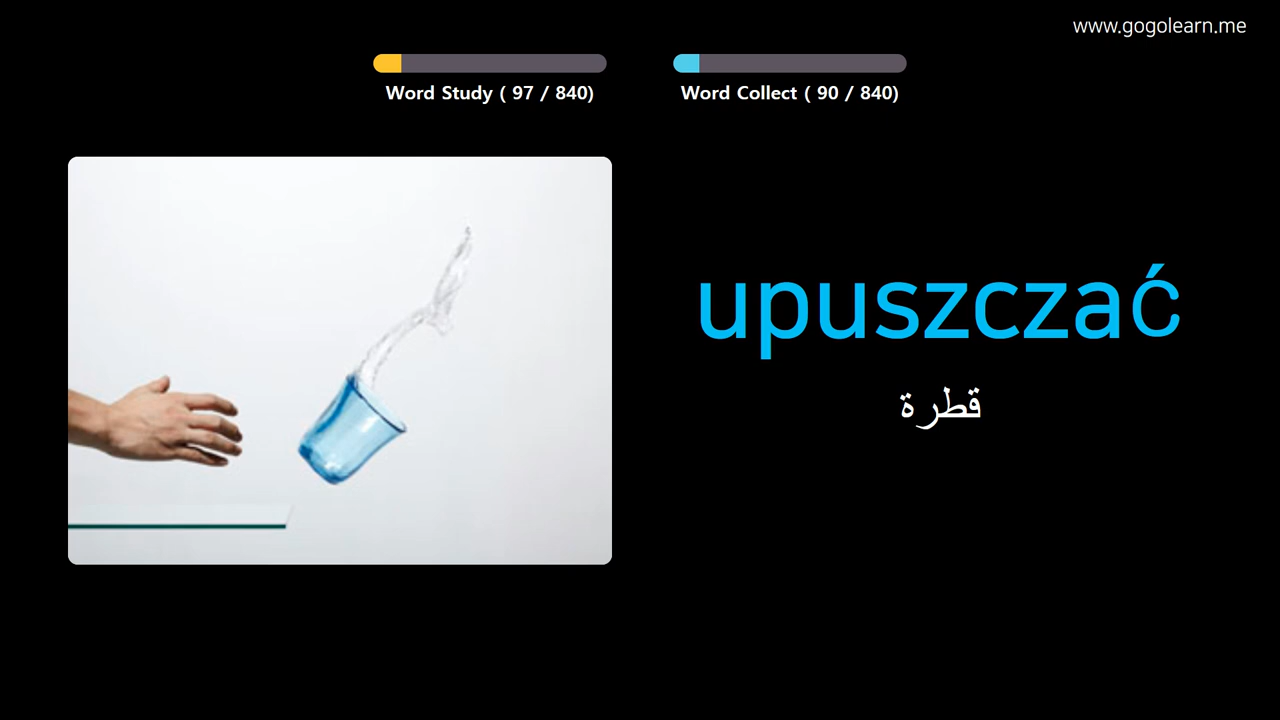 www.gogolearn.me
Word Study ( 97 / 840)
Word Collect ( 90 / 840)
upuszczać
قطرة